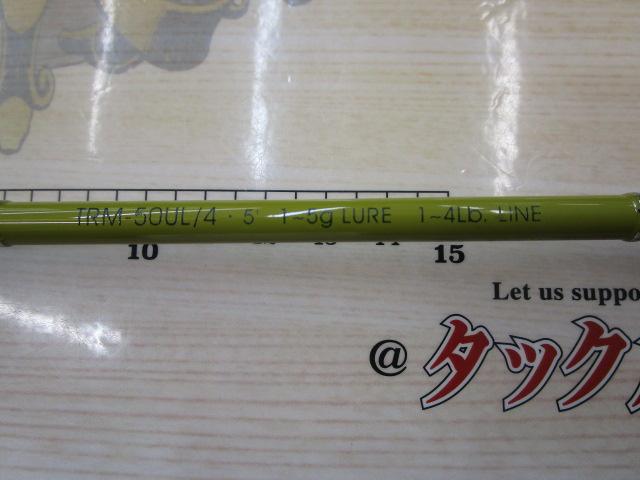 TRM-50UL/4 · 5' 1~5g LURE 1~4Lb. LINE
10 15
Let us suppo
@ タック